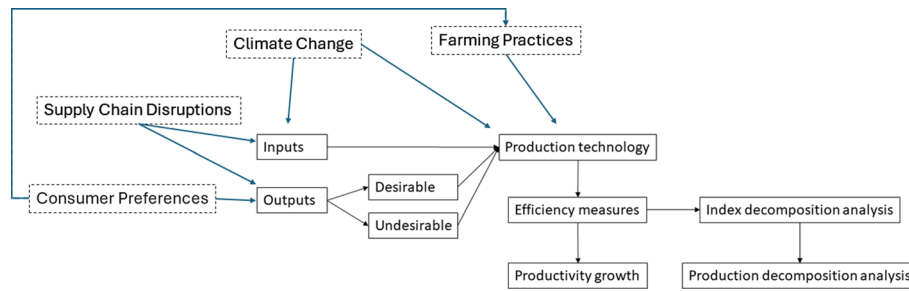 Climate Change
Farming Practices
Supply Chain Disruptions
Inputs
Production technology
Consumer Preferences
Outputs
Desirable
Undesirable
Efficiency measures
Index decomposition analysis
Productivity growth
Production decomposition analysis